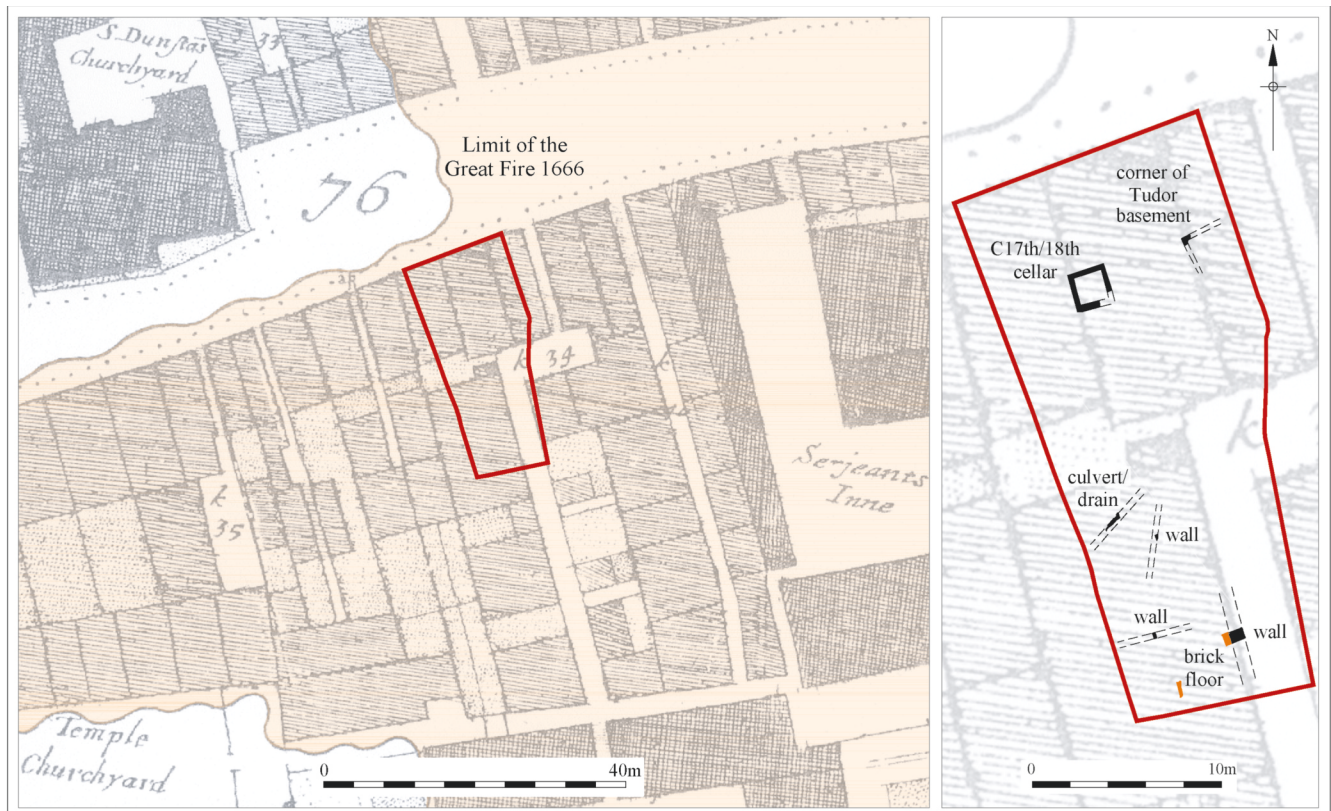 S. Dunstās
Churchyard
33
76
Limit of the
Great Fire 1666
k 34
k
k
35
Serjeants
Inne
Temple
Churchyard
0 40m
N
corner of
Tudor
basement
C17th/18th
cellar
k
culvert/
drain
wall
wall
wall
brick
floor
0 10m